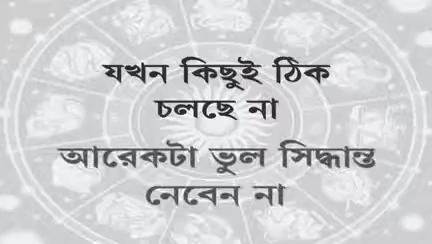 যখন কিছুই ঠিক
চলছে না
আরেকটা ভুল সিদ্ধান্ত
নেবেন না